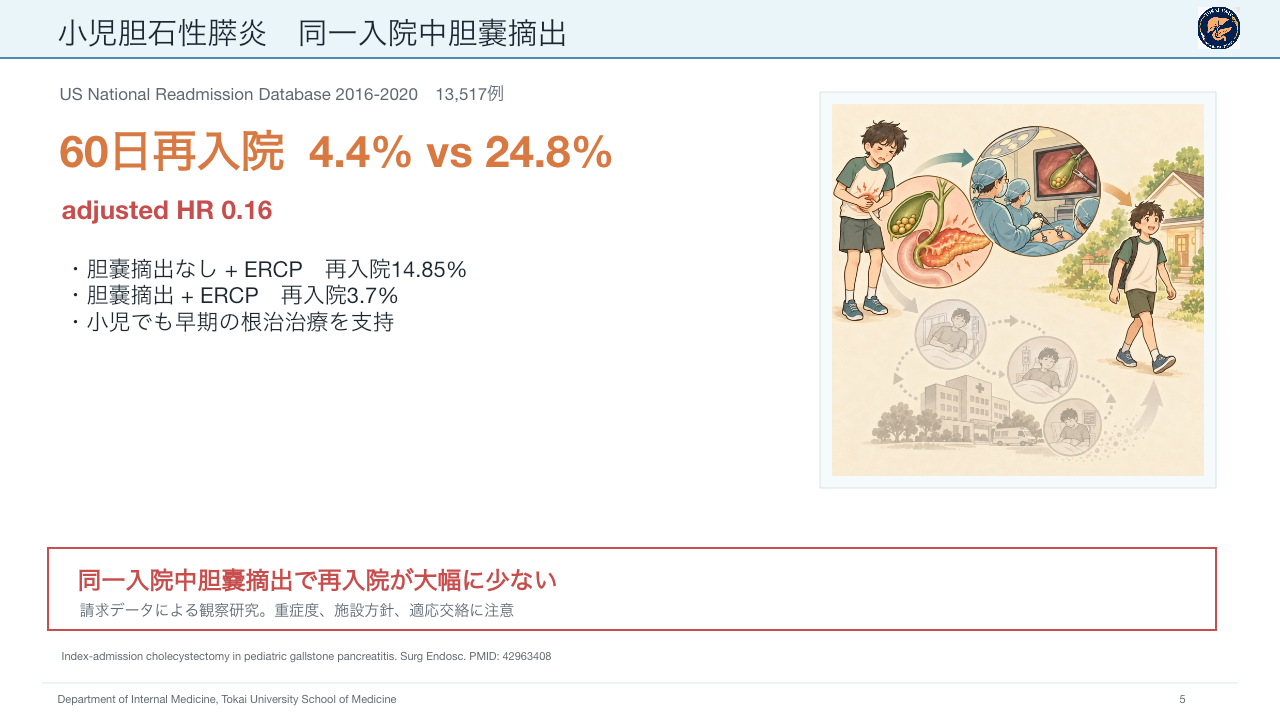 小児胆石性膵炎　同一入院中胆嚢摘出
US National Readmission Database 2016-2020　13,517例
60日再入院  4.4% vs 24.8%
adjusted HR 0.16
・胆嚢摘出なし + ERCP　再入院14.85%
・胆嚢摘出 + ERCP　再入院3.7%
・小児でも早期の根治治療を支持
同一入院中胆嚢摘出で再入院が大幅に少ない
請求データによる観察研究。重症度、施設方針、適応交絡に注意
Index-admission cholecystectomy in pediatric gallstone pancreatitis. Surg Endosc. PMID: 42963408
Department of Internal Medicine, Tokai University School of Medicine
5